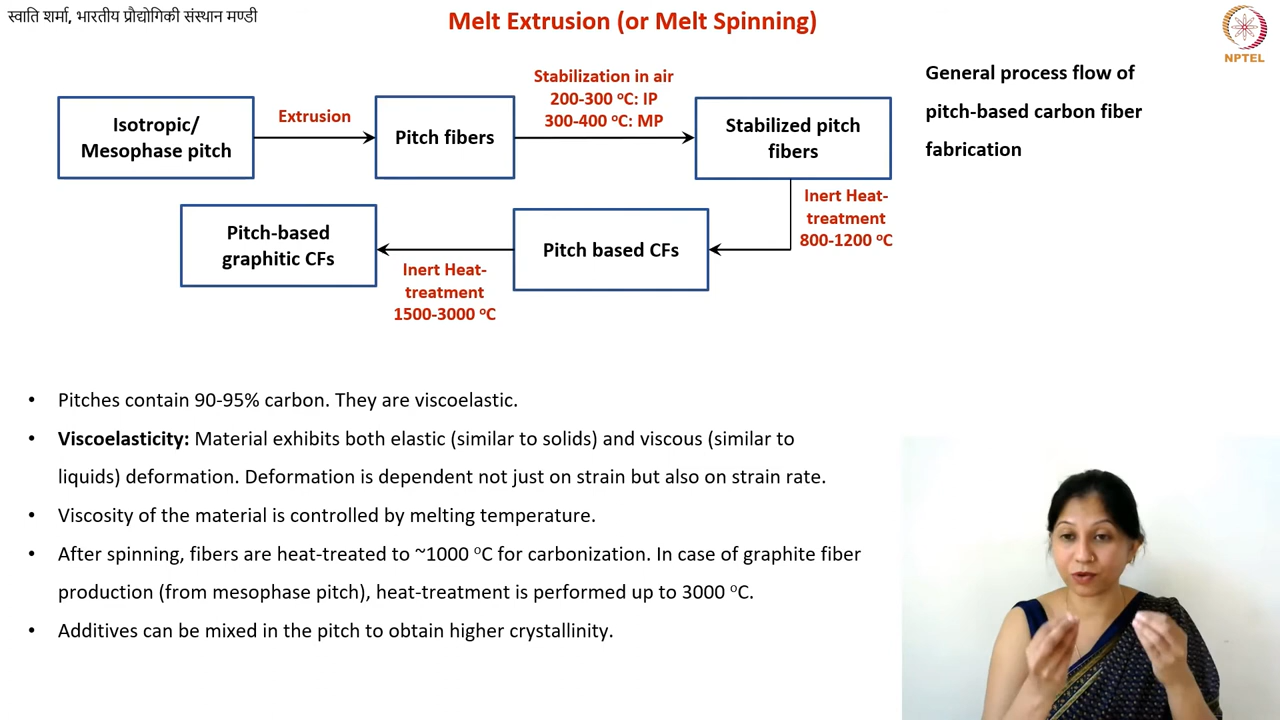 स्वाति शर्मा, भारतीय प्रौद्योगिकी संस्थान मण्डी
Melt Extrusion (or Melt Spinning)
NPTEL
General process flow of
pitch-based carbon fiber
fabrication
Isotropic/
Mesophase pitch
Extrusion
Pitch fibers
Stabilization in air
200-300 ᵒC: IP
300-400 ᵒC: MP
Stabilized pitch
fibers
Inert Heat-
treatment
800-1200 ᵒC
Pitch based CFs
Inert Heat-
treatment
1500-3000 ᵒC
Pitch-based
graphitic CFs
• Pitches contain 90-95% carbon. They are viscoelastic.
• Viscoelasticity: Material exhibits both elastic (similar to solids) and viscous (similar to
liquids) deformation. Deformation is dependent not just on strain but also on strain rate.
• Viscosity of the material is controlled by melting temperature.
• After spinning, fibers are heat-treated to ~1000 ᵒC for carbonization. In case of graphite fiber
production (from mesophase pitch), heat-treatment is performed up to 3000 ᵒC.
• Additives can be mixed in the pitch to obtain higher crystallinity.